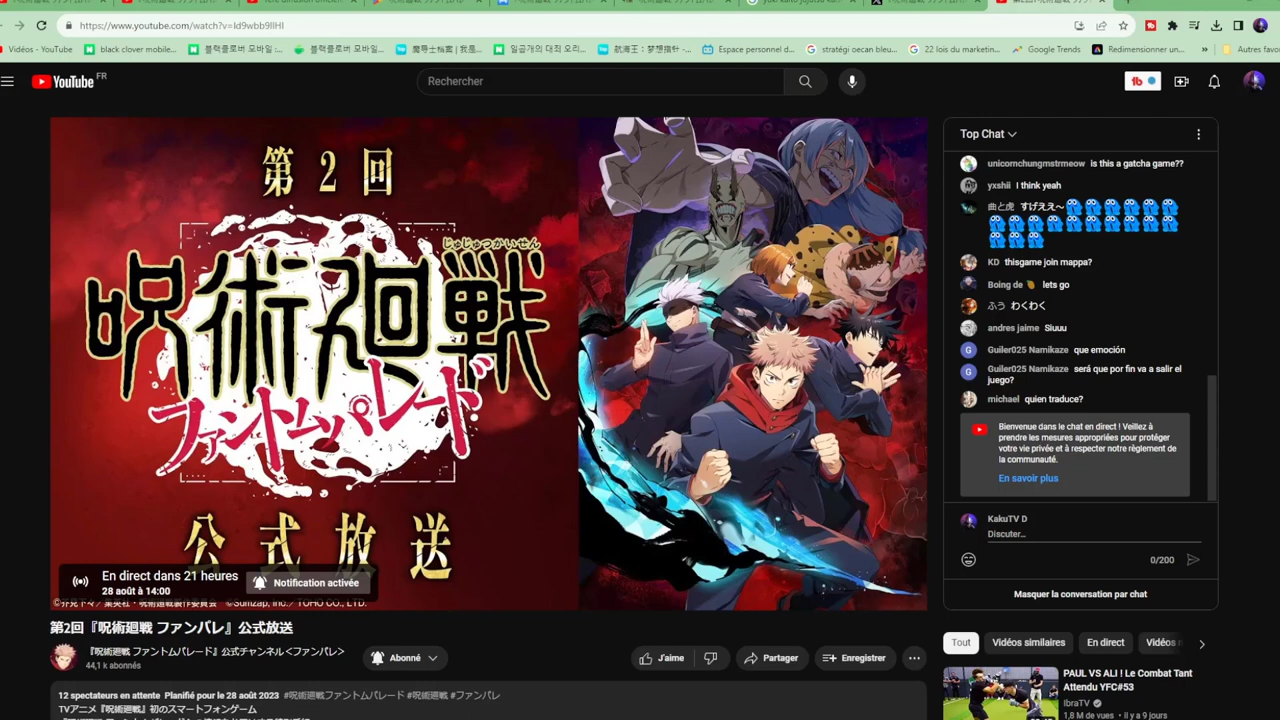 https://www.youtube.com/watch?v=Id9wbb9IIHI
Vidéos - YouTube
black clover mobile...
블랙클로버 모바일 :...
블랙클로버 모바일...
魔导士档案 | 我是...
일곱개의 대죄 오리...
航海王：梦想指针 -...
Espace personnel d...
stratégi oecan bleu...
22 lois du marketin...
Google Trends
Redimensionner un...
»
Autres favo
YouTube FR
Rechercher
第2回
じゅじゅつかいせん
呪術廻戦
ファントムパレード
公式放送
En direct dans 21 heures
28 août à 14:00
Notification activée
©芥見下々／集英社・呪術廻戦製作委員会 ©Sumzap, Inc.／TOHO CO., LTD.
Top Chat
unicornchungmstrmeow is this a gatcha game??
yxshii I think yeah
曲と虎 すげええ〜
KD thisgame join mappa?
Boing de lets go
ふう わくわく
andres jaime Siuuu
G Guiler025 Namikaze que emoción
G Guiler025 Namikaze será que por fin va a salir el
juego?
michael quien traduce?
Bienvenue dans le chat en direct ! Veillez à
prendre les mesures appropriées pour protéger
votre vie privée et à respecter notre règlement de
la communauté.
En savoir plus
KakuTV D
Discuter...
0/200
Masquer la conversation par chat
第2回『呪術廻戦 ファンパレ』公式放送
『呪術廻戦 ファントムパレード』公式チャンネル＜ファンパレ＞
44,1 k abonnés
Abonné
J'aime
Partager
Enregistrer
12 spectateurs en attente Planifié pour le 28 août 2023 #呪術廻戦ファントムパレード #呪術廻戦 #ファンパレ
TVアニメ『呪術廻戦』初のスマートフォンゲーム
Tout
Vidéos similaires
En direct
Vidéos
PAUL VS ALI ! Le Combat Tant
Attendu YFC#53
IbraTV
1,8 M de vues • il y a 9 jours